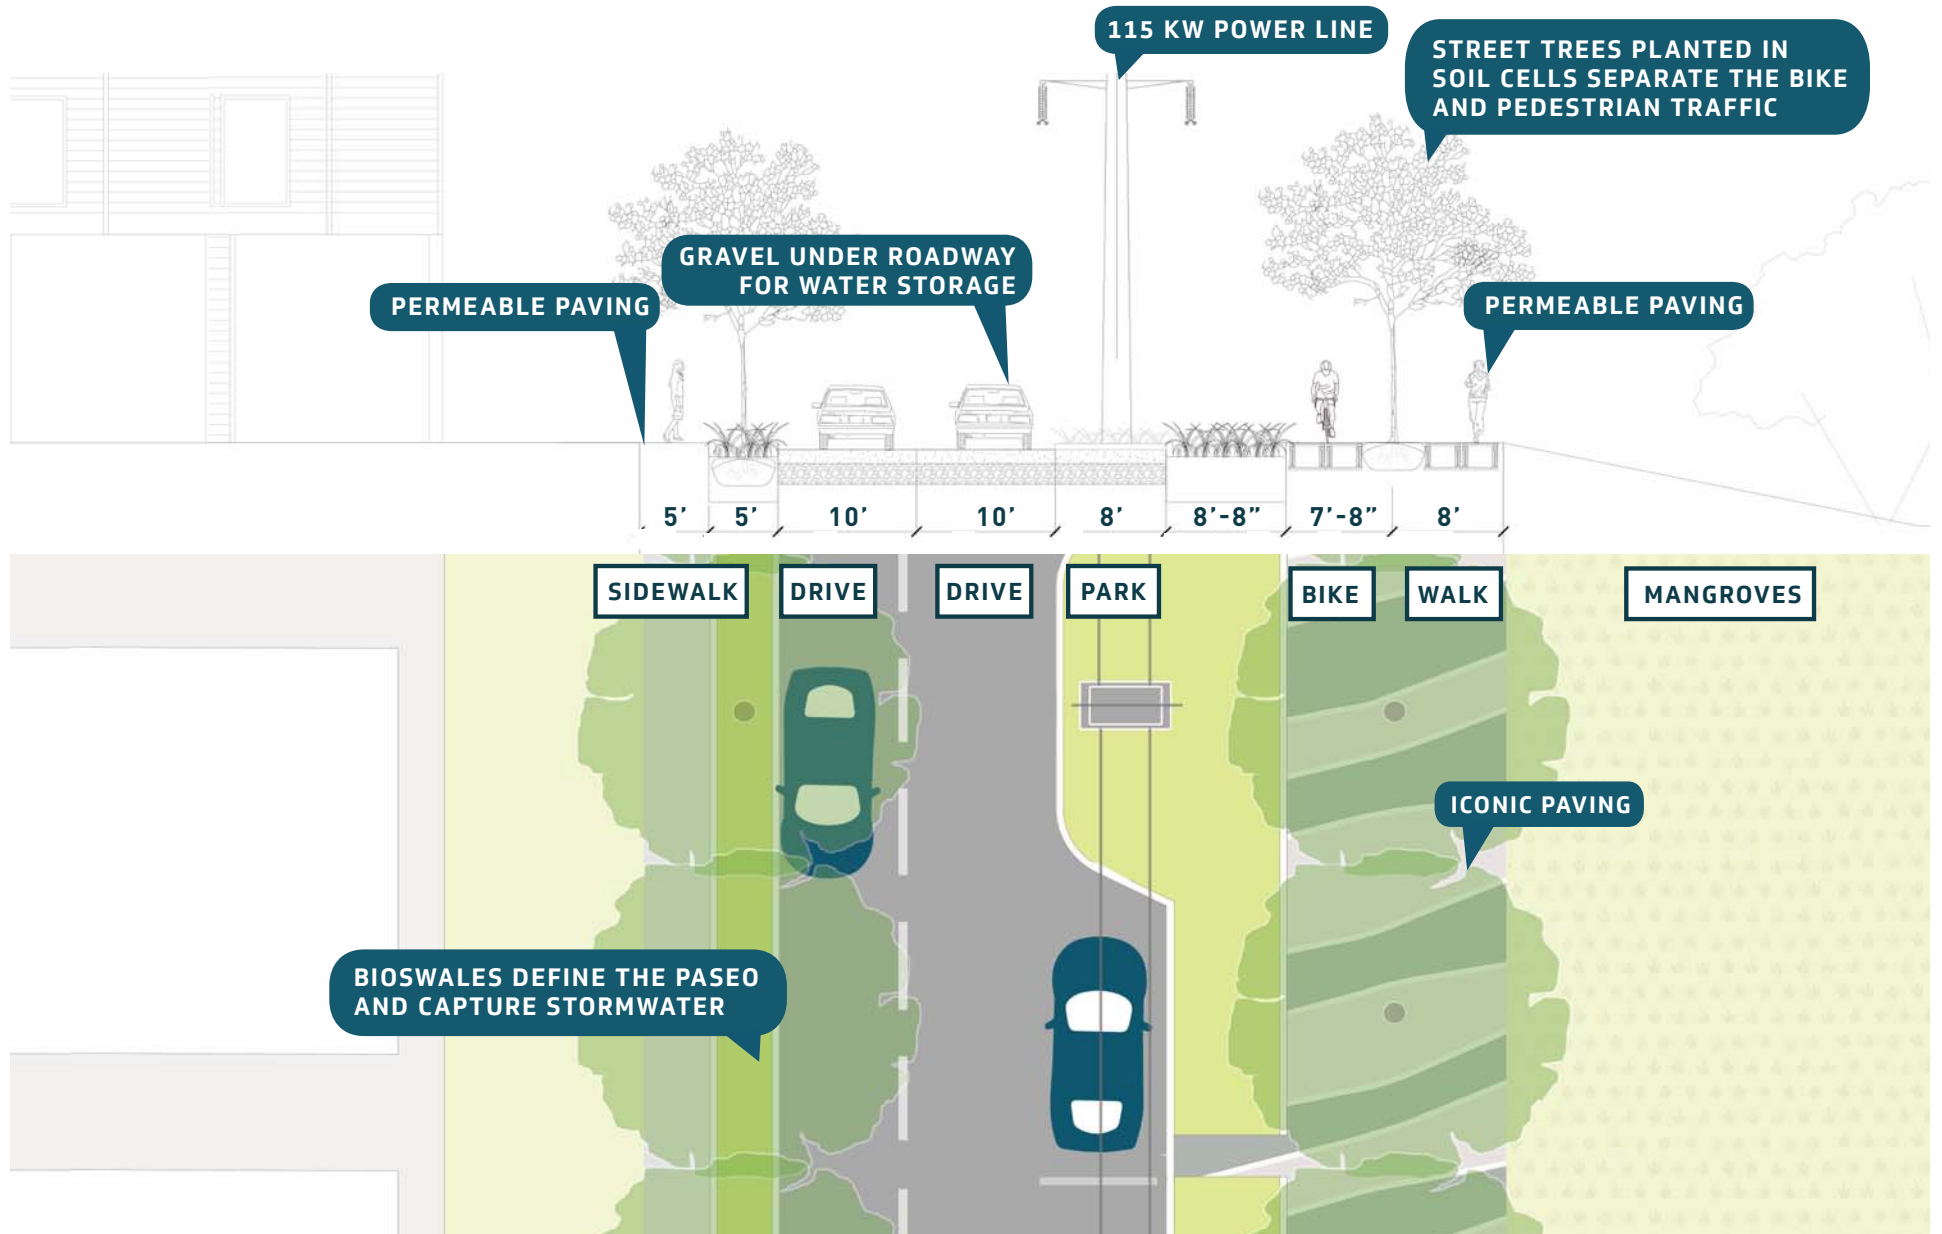 115 KW POWER LINE
STREET TREES PLANTED IN
SOIL CELLS SEPARATE THE BIKE
AND PEDESTRIAN TRAFFIC
GRAVEL UNDER ROADWAY
FOR WATER STORAGE
PERMEABLE PAVING
PERMEABLE PAVING
5’
5’
10’
10’
8’
8’-8”
7’-8”
8’
SIDEWALK
DRIVE
DRIVE
PARK
BIKE
WALK
MANGROVES
ICONIC PAVING
BIOSWALES DEFINE THE PASEO
AND CAPTURE STORMWATER